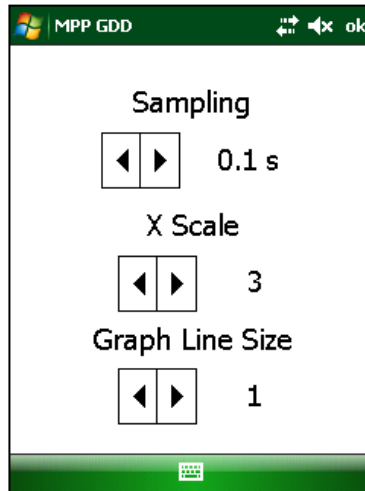 MPP GDD ok
Sampling
0.1 s
X Scale
3
Graph Line Size
1